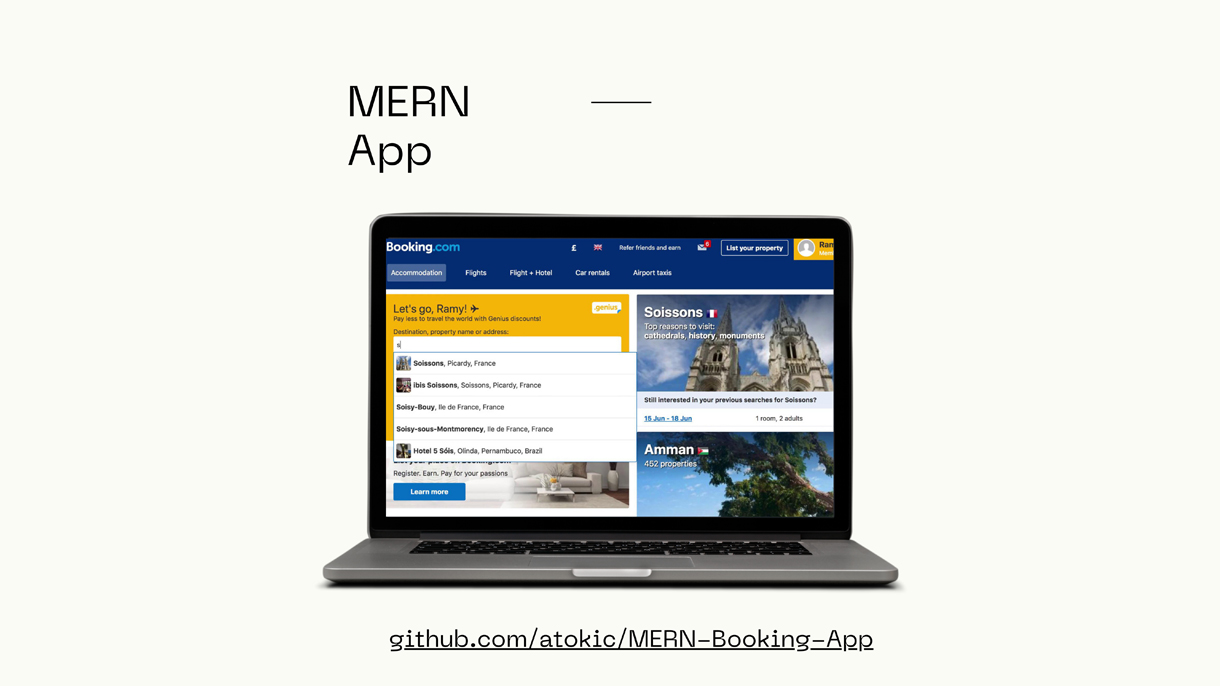 MERN
App
Booking.com
£
Refer friends and earn
6
List your property
Ram
Accommodation
Flights
Flight + Hotel
Car rentals
Airport taxis
Let's go, Ramy!
Pay less to travel the world with Genius discounts!
genius
Destination, property name or address:
s
Soissons, Picardy, France
ibis Soissons, Soissons, Picardy, France
Soisy-Bouy, Ile de France, France
Soisy-sous-Montmorency, Ile de France, France
Hotel 5 Sóis, Olinda, Pernambuco, Brazil
Register. Earn. Pay for your passions
Learn more
Soissons
Top reasons to visit:
cathedrals, history, monuments
Still interested in your previous searches for Soissons?
15 Jun - 18 Jun
1 room, 2 adults
Amman
452 properties
github.com/atokic/MERN-Booking-App